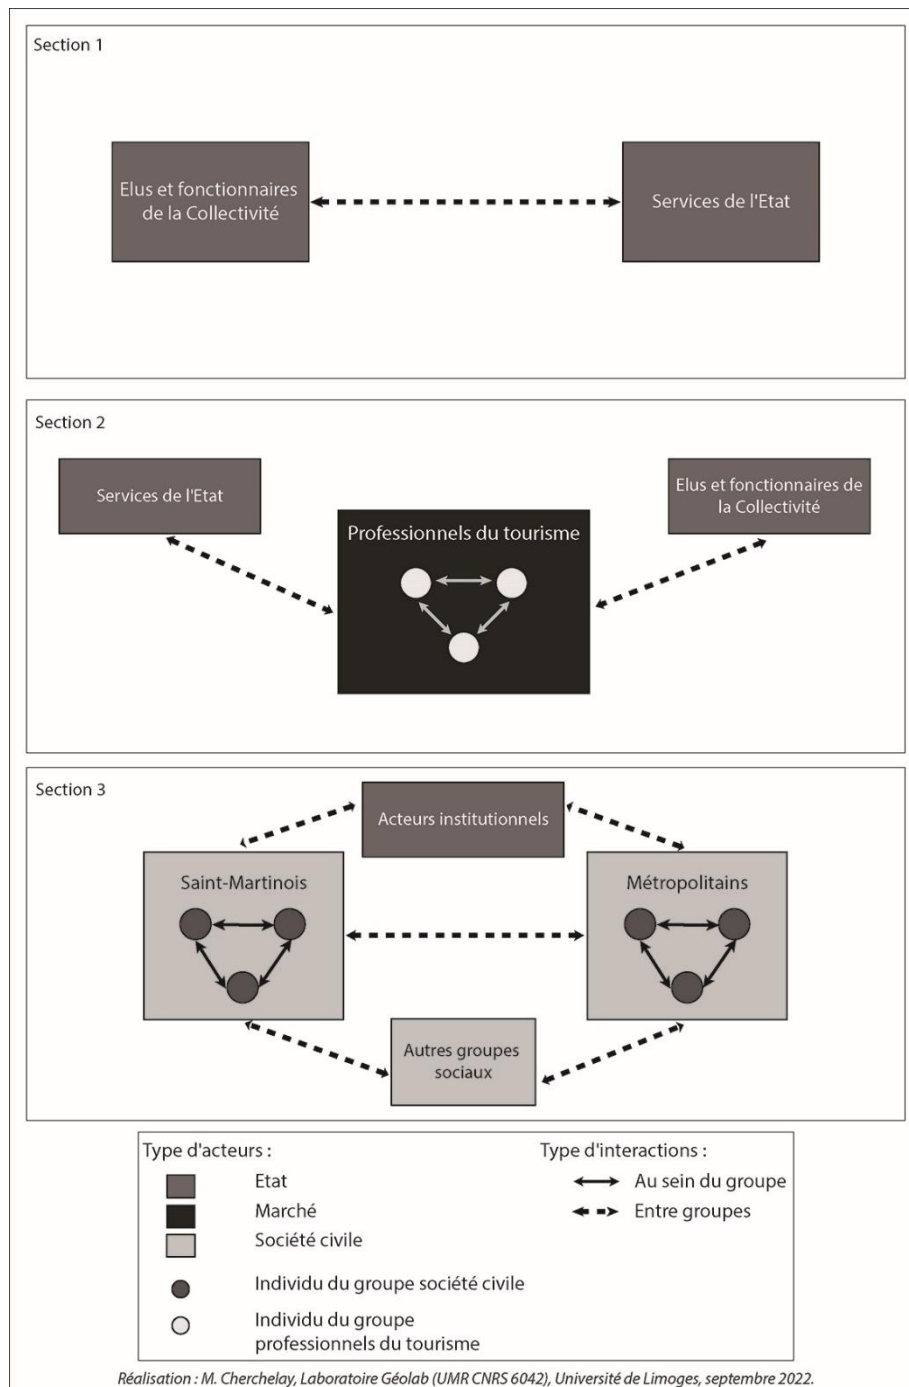 Section 1
Elus et fonctionnaires
de la Collectivité
Services de l'Etat
Section 2
Services de l'Etat
Elus et fonctionnaires de
la Collectivité
Professionnels du tourisme
Section 3
Acteurs institutionnels
Saint-Martinois
Métropolitains
Autres groupes
sociaux
Type d'acteurs :
Etat
Marché
Société civile
Individu du groupe société civile
Individu du groupe
professionnels du tourisme
Type d'interactions :
Au sein du groupe
Entre groupes
Réalisation : M. Cherchelay, Laboratoire Géolab (UMR CNRS 6042), Université de Limoges, septembre 2022.